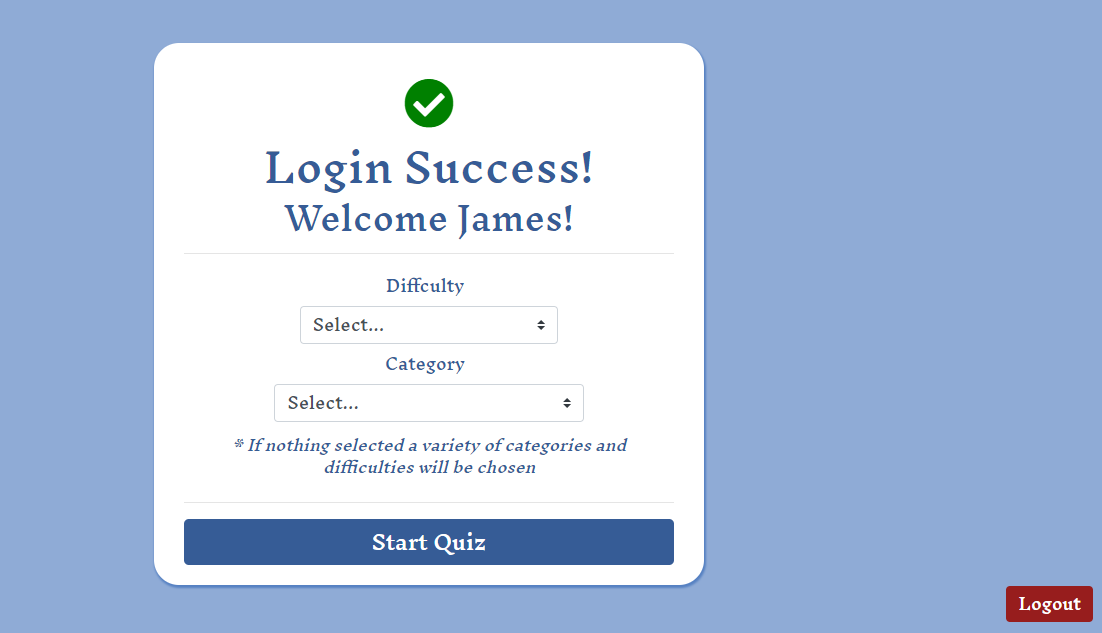 Login Success!
Welcome James!
Diffculty
Select...
Category
Select...
* If nothing selected a variety of categories and
difficulties will be chosen
Start Quiz
Logout